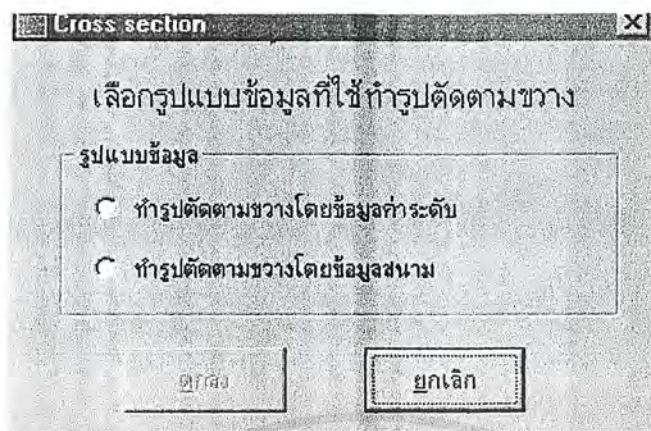 Cross section
เลือกรูปแบบข้อมูลที่ใช้ทำรูปตัดตามขวาง
รูปแบบข้อมูล
ทำรูปตัดตามขวางโดยข้อมูลค่าระดับ
ทำรูปตัดตามขวางโดยข้อมูลสนาม
ตกลง
ยกเลิก